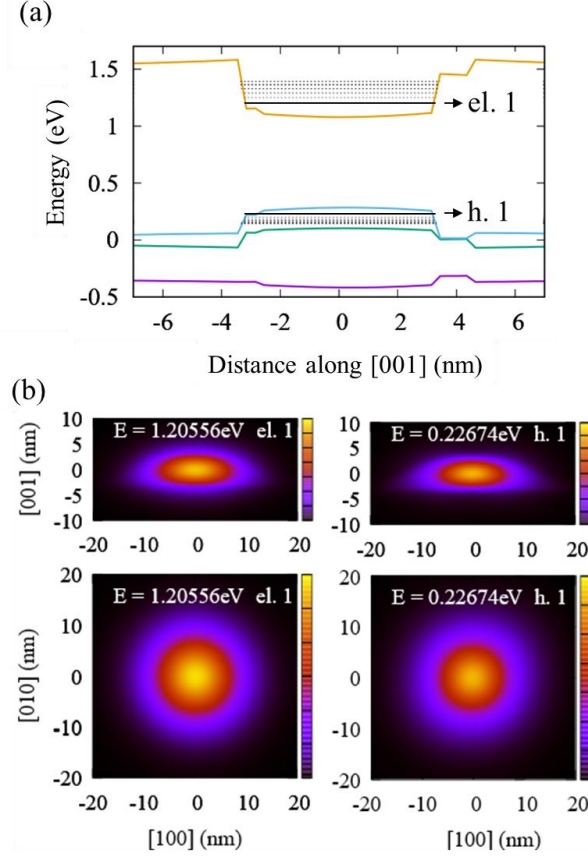 (a)
1.5
el. 1
1
Energy (eV)
0.5
h. 1
0
-0.5
-6 -4 -2 0 2 4 6
Distance along [001] (nm)
(b)
10
5
0
-5
-10
[001] (nm)
E = 1.20556eV el. 1
-20 -10 0 10 20
10
5
0
-5
-10
E = 0.22674eV h. 1
-20 -10 0 10 20
20
10
0
-10
-20
[010] (nm)
E = 1.20556eV el. 1
-20 -10 0 10 20
[100] (nm)
20
10
0
-10
-20
E = 0.22674eV h. 1
-20 -10 0 10 20
[100] (nm)